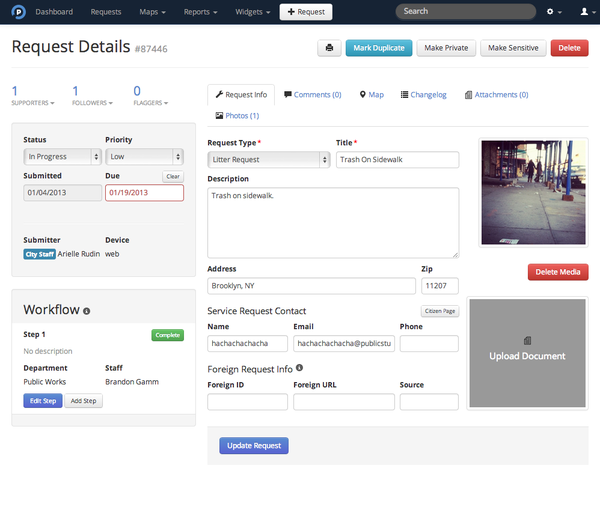 P Dashboard Requests Maps Reports Widgets + Request Search
Request Details #87446
Mark Duplicate Make Private Make Sensitive Delete
1 1 0
SUPPORTERS FOLLOWERS FLAGGERS
Request Info Comments (0) Map Changelog Attachments (0)
Photos (1)
Status Priority
In Progress Low
Submitted Due Clear
01/04/2013 01/19/2013
Submitter Device
City Staff Arielle Rudin web
Workflow
Step 1 Complete
No description
Department Staff
Public Works Brandon Gamm
Edit Step Add Step
Request Type* Title*
Litter Request Trash On Sidewalk
Description
Trash on sidewalk.
Address Zip
Brooklyn, NY 11207
Service Request Contact Citizen Page
Name Email Phone
hachachachacha hachachachacha@publicstu
Foreign Request Info
Foreign ID Foreign URL Source
Update Request
Delete Media
Upload Document